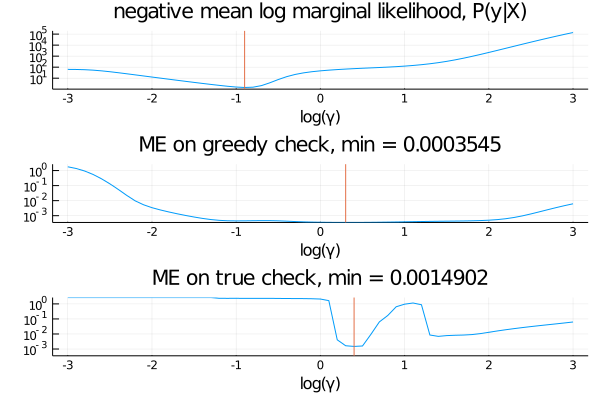 negative mean log marginal likelihood, P(y|X)
10⁵
10⁴
10³
10²
10¹
-3 -2 -1 0 1 2 3
log(γ)
ME on greedy check, min = 0.0003545
10⁰
10⁻¹
10⁻²
10⁻³
-3 -2 -1 0 1 2 3
log(γ)
ME on true check, min = 0.0014902
10⁰
10⁻¹
10⁻²
10⁻³
-3 -2 -1 0 1 2 3
log(γ)